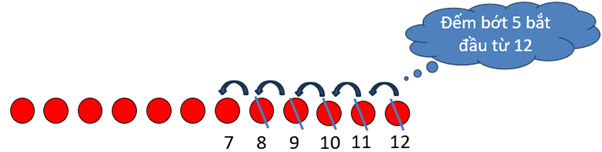 Đếm bớt 5 bắt
đầu từ 12
7 8 9 10 11 12